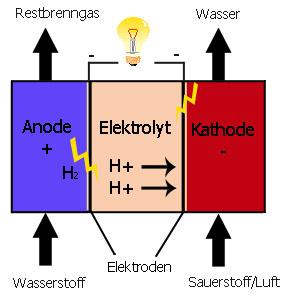 Restbrenngas
Wasser
- -
Anode
+
Elektrolyt
Kathode
-
H2
H+
H+
Elektroden
Wasserstoff
Sauerstoff/Luft